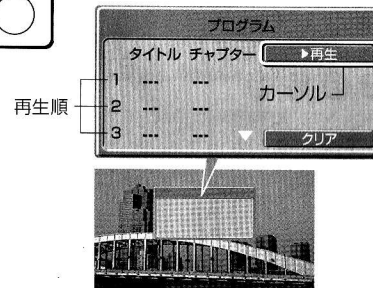 プログラム
タイトル チャプター ▶再生
1 --- ---
カーソル
再生順
2 --- ---
3 --- --- ▼ クリア